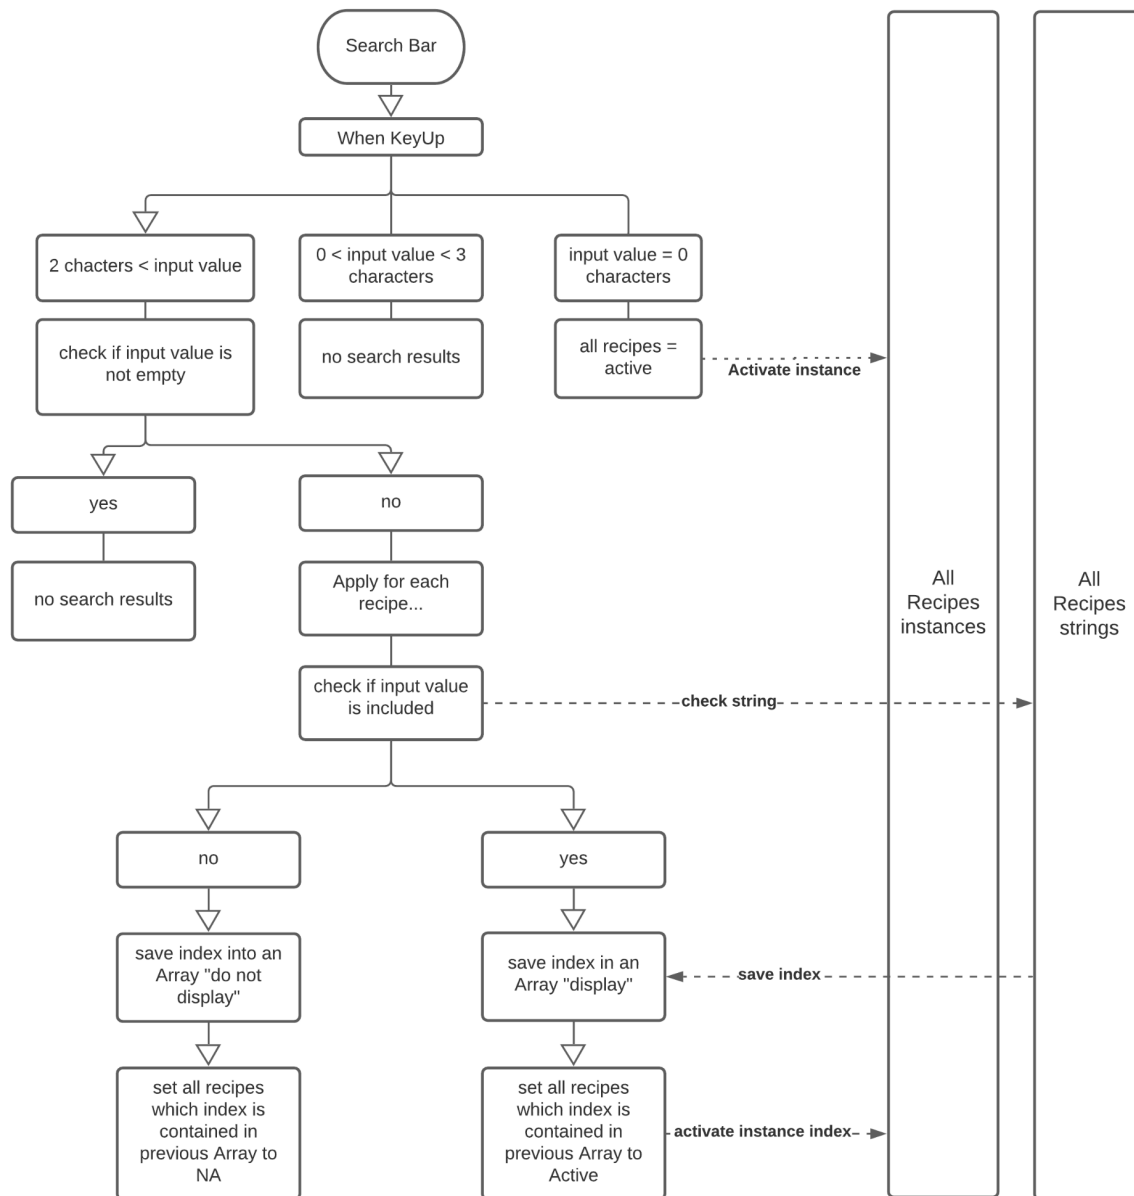 Search Bar
When KeyUp
2 chacters < input value
0 < input value < 3
characters
input value = 0
characters
check if input value is
not empty
no search results
all recipes =
active
Activate instance
yes
no
no search results
Apply for each
recipe...
All
Recipes
instances
All
Recipes
strings
check if input value
is included
check string
no
yes
save index into an
Array "do not
display"
save index in an
Array "display"
save index
set all recipes
which index is
contained in
previous Array to
NA
set all recipes
which index is
contained in
previous Array to
Active
activate instance index